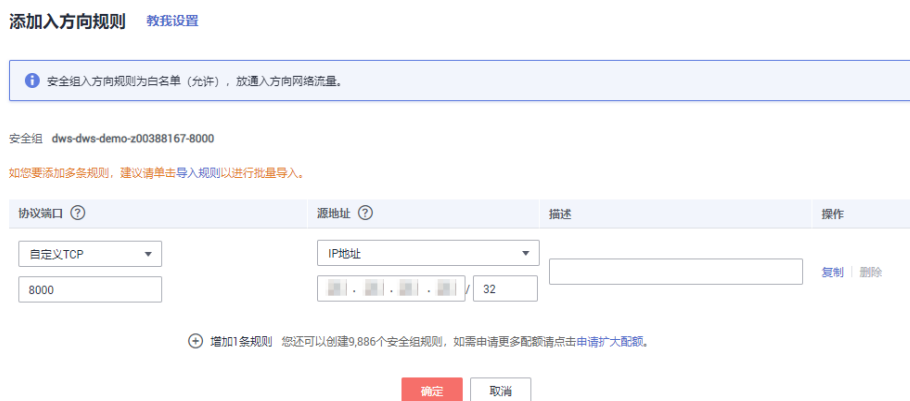 添加入方向规则 教我设置
安全组入方向规则为白名单（允许），放通入方向网络流量。
安全组 dws-dws-demo-z00388167-8000
如您要添加多条规则，建议请单击导入规则以进行批量导入。
协议端口 源地址 描述 操作
自定义TCP IP地址
复制 删除
8000 / 32
增加1条规则 您还可以创建9,886个安全组规则，如需申请更多配额请点击申请扩大配额。
确定 取消